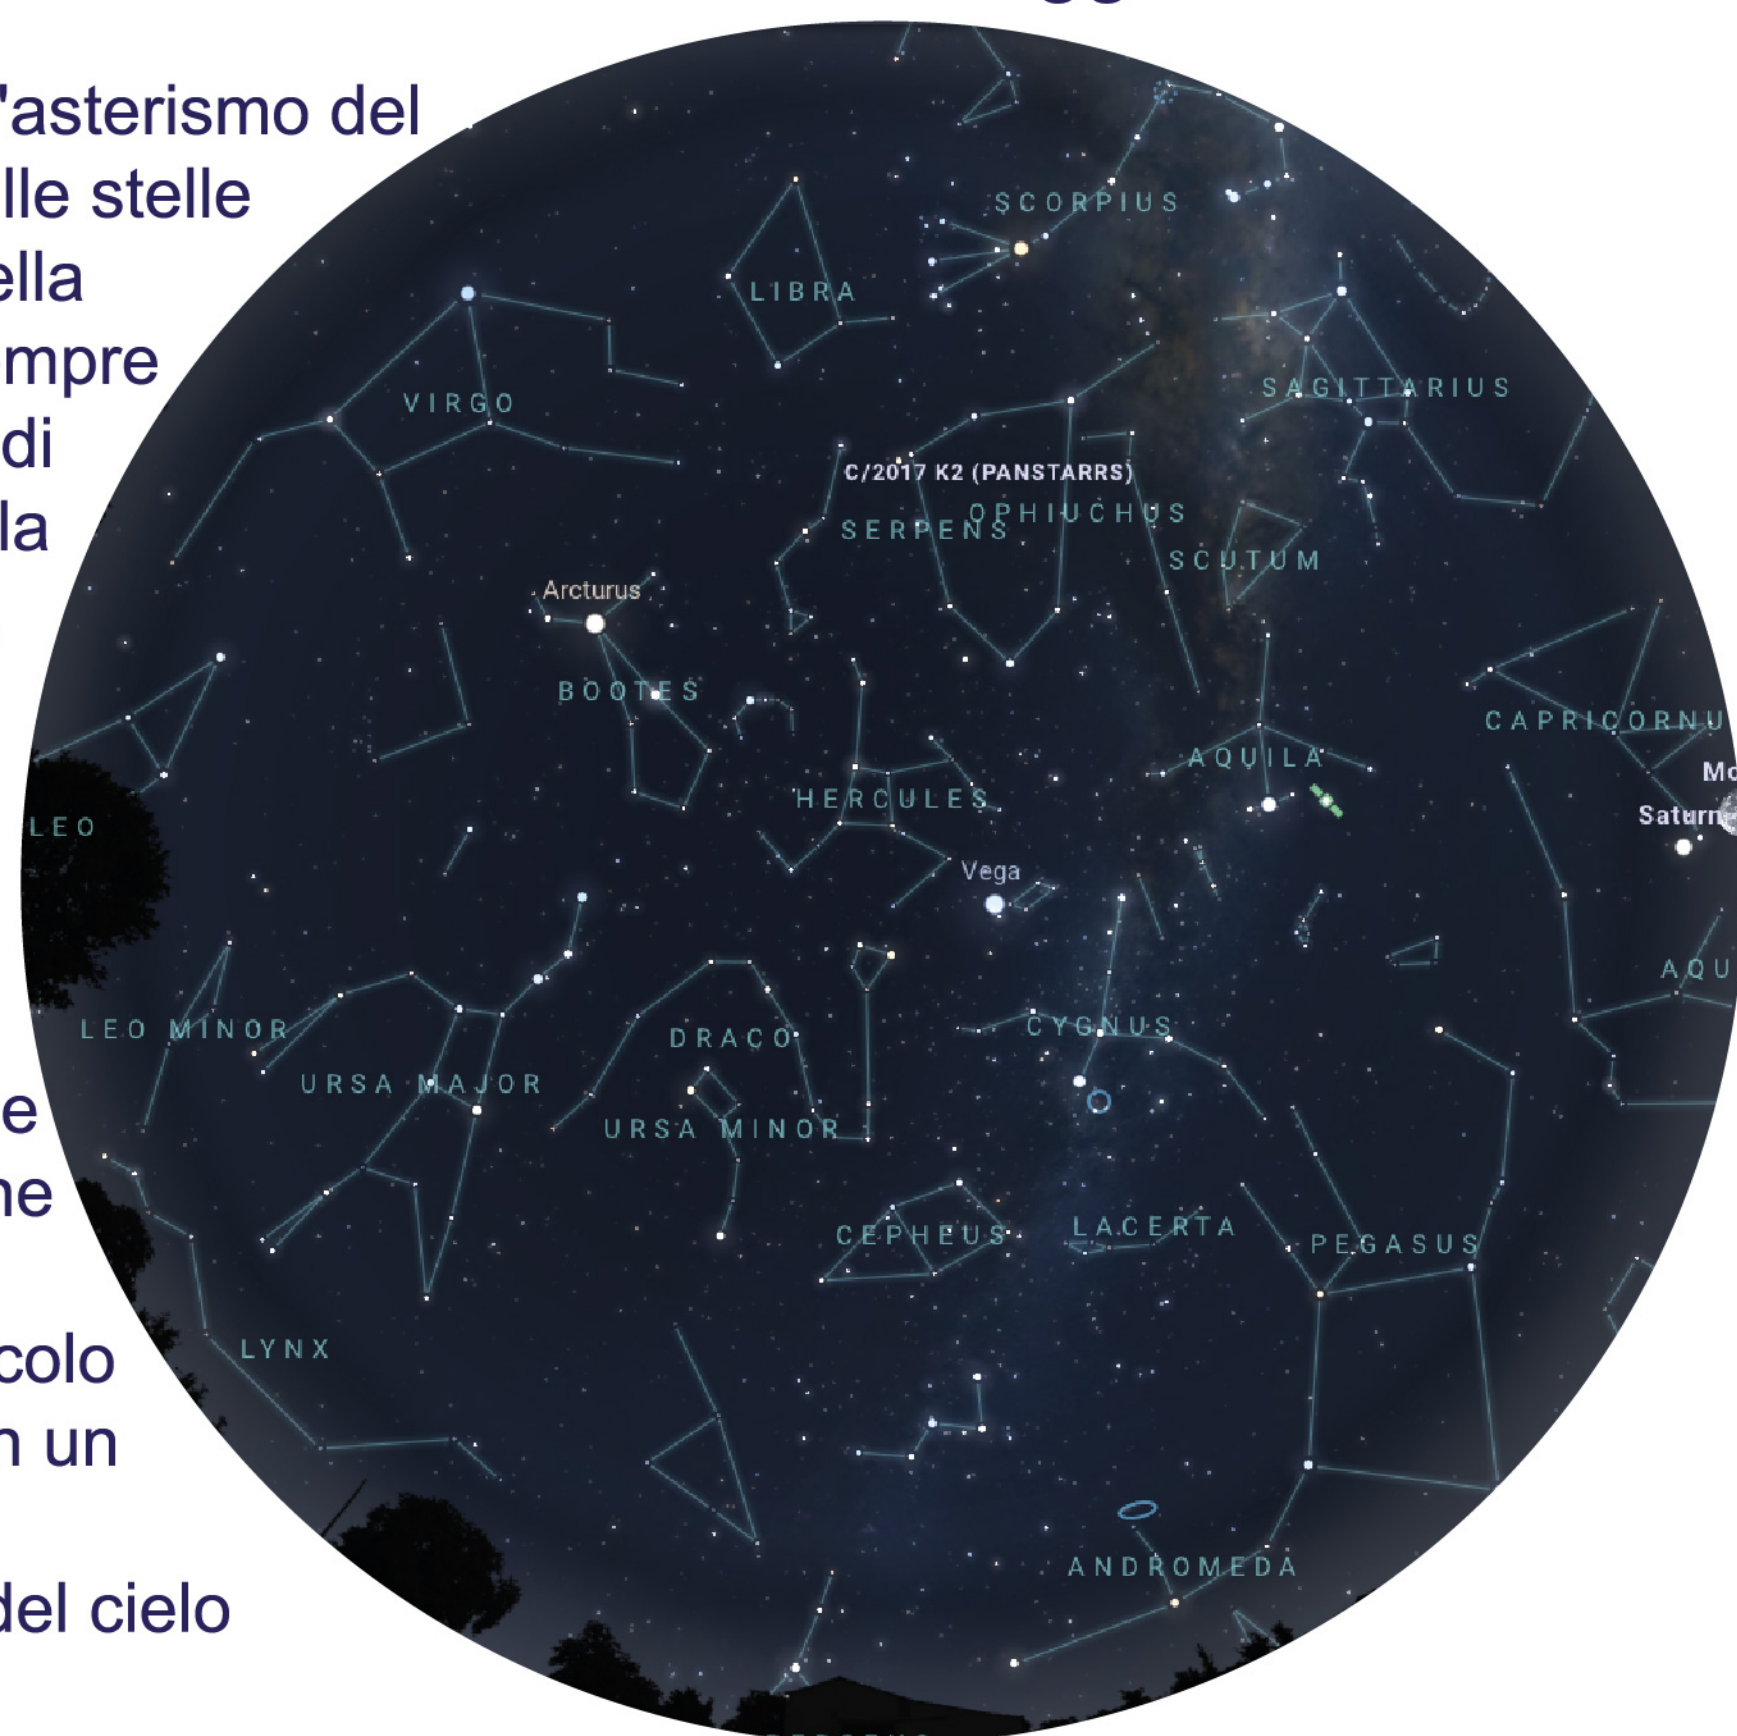 'asterismo del
lle stelle
ella
mpre
di
la
e
ne
colo
n un
del cielo
SCORPIUS
LIBRA
SAGITTARIUS
VIRGO
C/2017 K2 (PANSTARRS)
OPHIUCHUS
SERPENS
SCUTUM
Arcturus
BOOTES
CAPRICORNU
AQUILA
Mo
HERCULES
Saturn
LEO
Vega
AQU
CYGNUS
LEO MINOR
DRACO
URSA MAJOR
URSA MINOR
LACERTA
CEPHEUS
PEGASUS
LYNX
ANDROMEDA